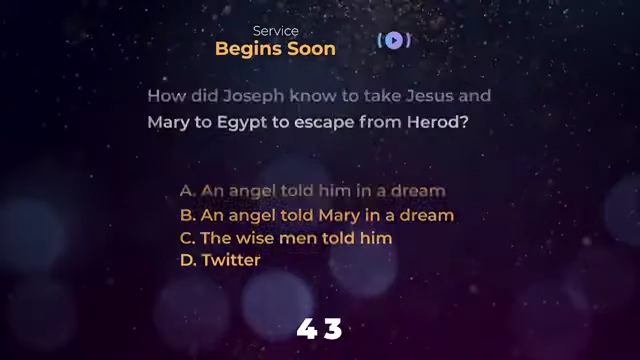 Service
Begins Soon
How did Joseph know to take Jesus and
Mary to Egypt to escape from Herod?
A. An angel told him in a dream
B. An angel told Mary in a dream
C. The wise men told him
D. Twitter
43